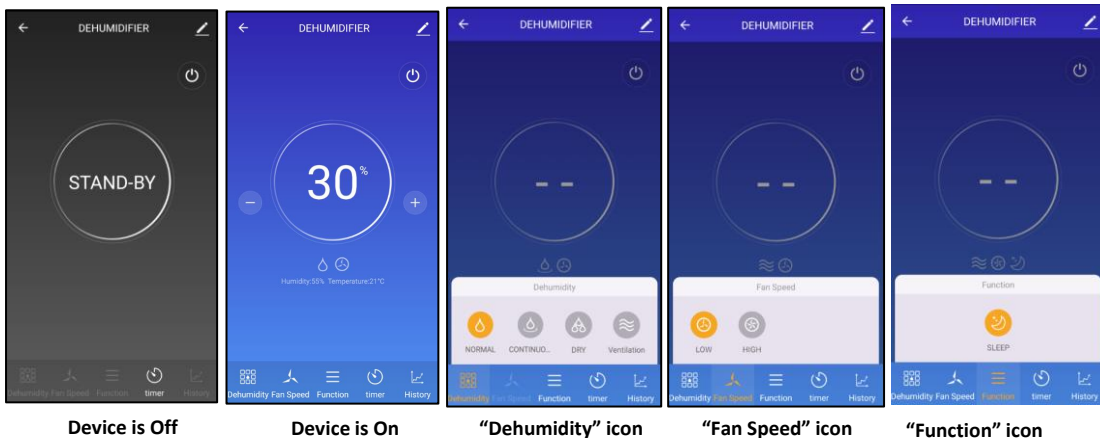 DEHUMIDIFIER
STAND-BY
Dehumidity Fan Speed Function timer History
Device is Off
DEHUMIDIFIER
30%
Humidity:55% Temperature:21°C
Dehumidity Fan Speed Function timer History
Device is On
DEHUMIDIFIER
--
Dehumidity
NORMAL CONTINUO... DRY Ventilation
Dehumidity Fan Speed Function timer History
“Dehumidity” icon
DEHUMIDIFIER
--
Fan Speed
LOW HIGH
Dehumidity Fan Speed Function timer History
“Fan Speed” icon
DEHUMIDIFIER
--
Function
SLEEP
Dehumidity Fan Speed Function timer History
“Function” icon